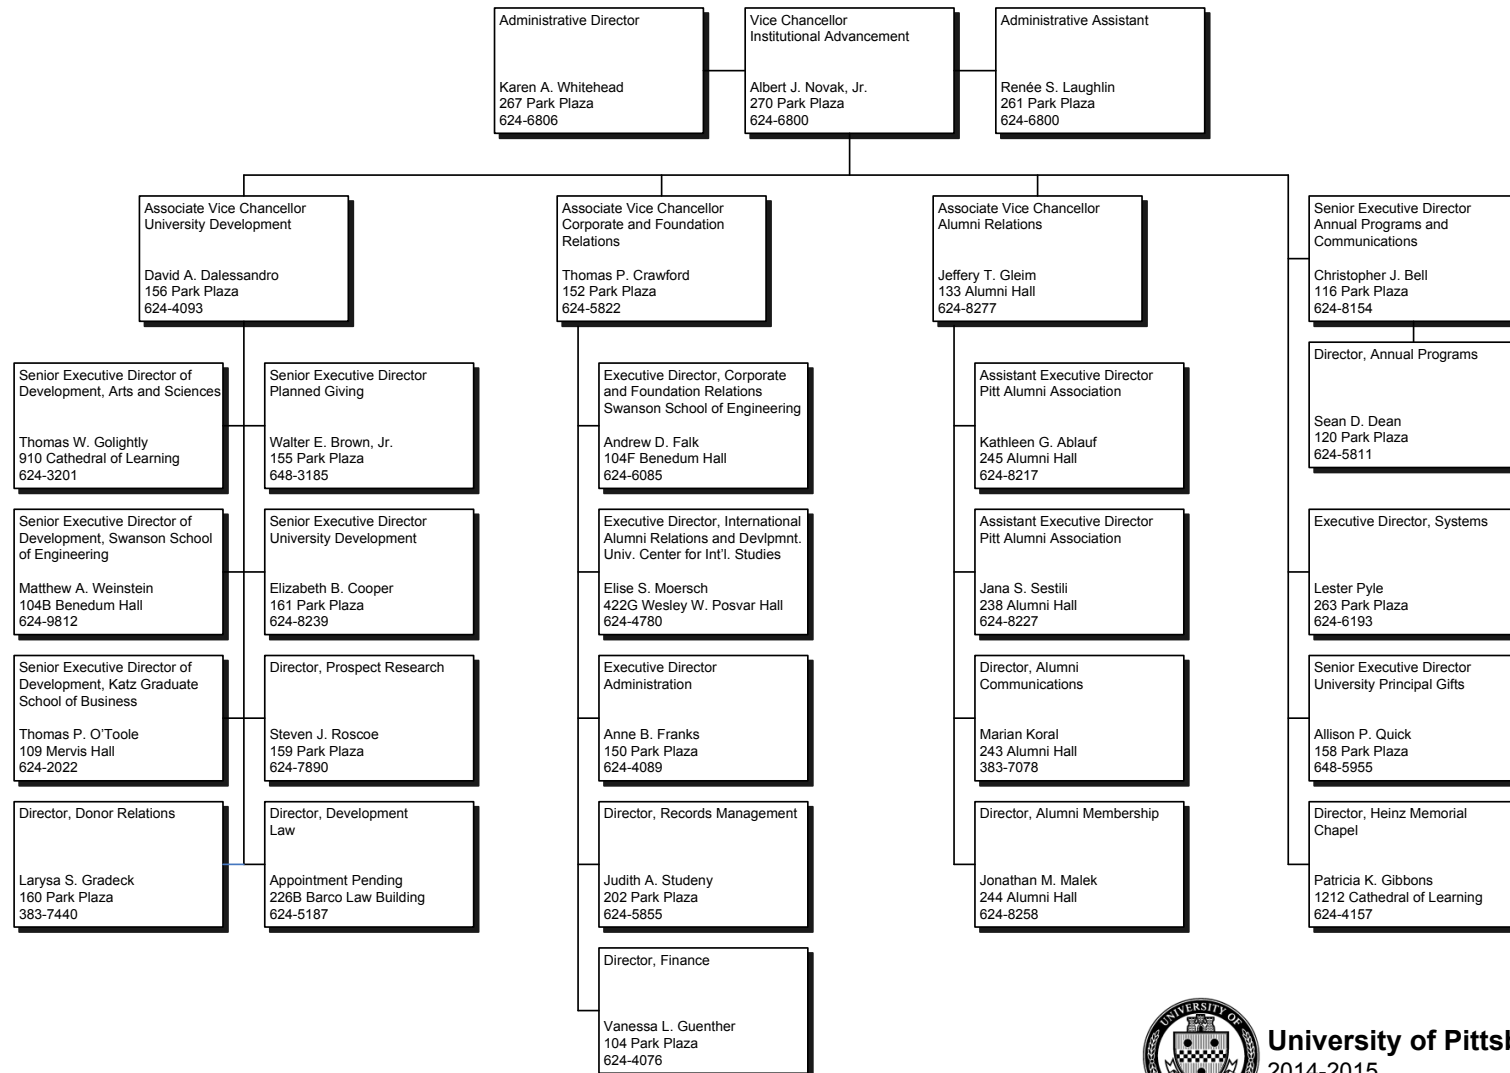 Administrative Director
Karen A. Whitehead
267 Park Plaza
624-6806
Vice Chancellor
Institutional Advancement
Albert J. Novak, Jr.
270 Park Plaza
624-6800
Administrative Assistant
Renée S. Laughlin
261 Park Plaza
624-6800
Associate Vice Chancellor
University Development
David A. Dalessandro
156 Park Plaza
624-4093
Associate Vice Chancellor
Corporate and Foundation
Relations
Thomas P. Crawford
152 Park Plaza
624-5822
Associate Vice Chancellor
Alumni Relations
Jeffery T. Gleim
133 Alumni Hall
624-8277
Senior Executive Director
Annual Programs and
Communications
Christopher J. Bell
116 Park Plaza
624-8154
Director, Annual Programs
Sean D. Dean
120 Park Plaza
624-5811
Senior Executive Director of
Development, Arts and Sciences
Thomas W. Golightly
910 Cathedral of Learning
624-3201
Senior Executive Director
Planned Giving
Walter E. Brown, Jr.
155 Park Plaza
648-3185
Executive Director, Corporate
and Foundation Relations
Swanson School of Engineering
Andrew D. Falk
104F Benedum Hall
624-6085
Assistant Executive Director
Pitt Alumni Association
Kathleen G. Ablauf
245 Alumni Hall
624-8217
Senior Executive Director of
Development, Swanson School
of Engineering
Matthew A. Weinstein
104B Benedum Hall
624-9812
Senior Executive Director
University Development
Elizabeth B. Cooper
161 Park Plaza
624-8239
Executive Director, International
Alumni Relations and Devlpmnt.
Univ. Center for Int'l. Studies
Elise S. Moersch
422G Wesley W. Posvar Hall
624-4780
Assistant Executive Director
Pitt Alumni Association
Jana S. Sestili
238 Alumni Hall
624-8227
Executive Director, Systems
Lester Pyle
263 Park Plaza
624-6193
Senior Executive Director of
Development, Katz Graduate
School of Business
Thomas P. O'Toole
109 Mervis Hall
624-2022
Director, Prospect Research
Steven J. Roscoe
159 Park Plaza
624-7890
Executive Director
Administration
Anne B. Franks
150 Park Plaza
624-4089
Director, Alumni
Communications
Marian Koral
243 Alumni Hall
383-7078
Senior Executive Director
University Principal Gifts
Allison P. Quick
158 Park Plaza
648-5955
Director, Donor Relations
Larysa S. Gradeck
160 Park Plaza
383-7440
Director, Development
Law
Appointment Pending
226B Barco Law Building
624-5187
Director, Records Management
Judith A. Studeny
202 Park Plaza
624-5855
Director, Alumni Membership
Jonathan M. Malek
244 Alumni Hall
624-8258
Director, Heinz Memorial
Chapel
Patricia K. Gibbons
1212 Cathedral of Learning
624-4157
Director, Finance
Vanessa L. Guenther
104 Park Plaza
624-4076
UNIVERSITY OF
University of Pittsb
2014-2015